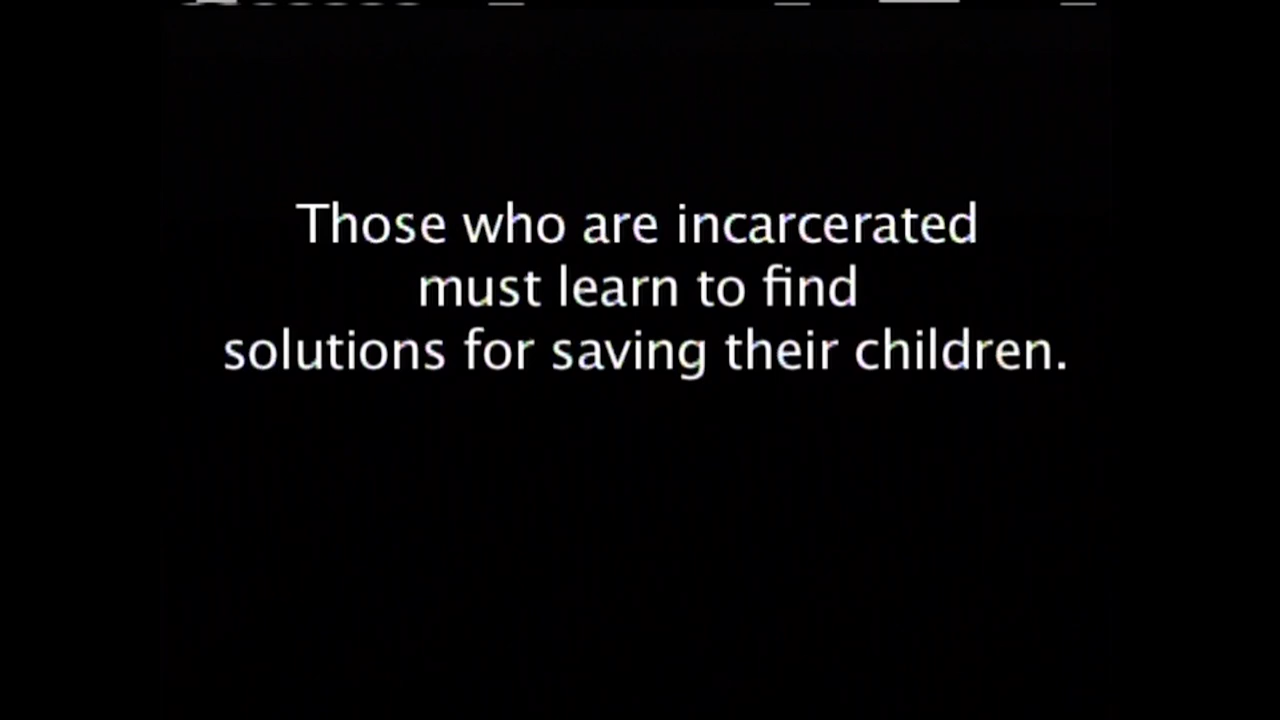 Those who are incarcerated
must learn to find
solutions for saving their children.